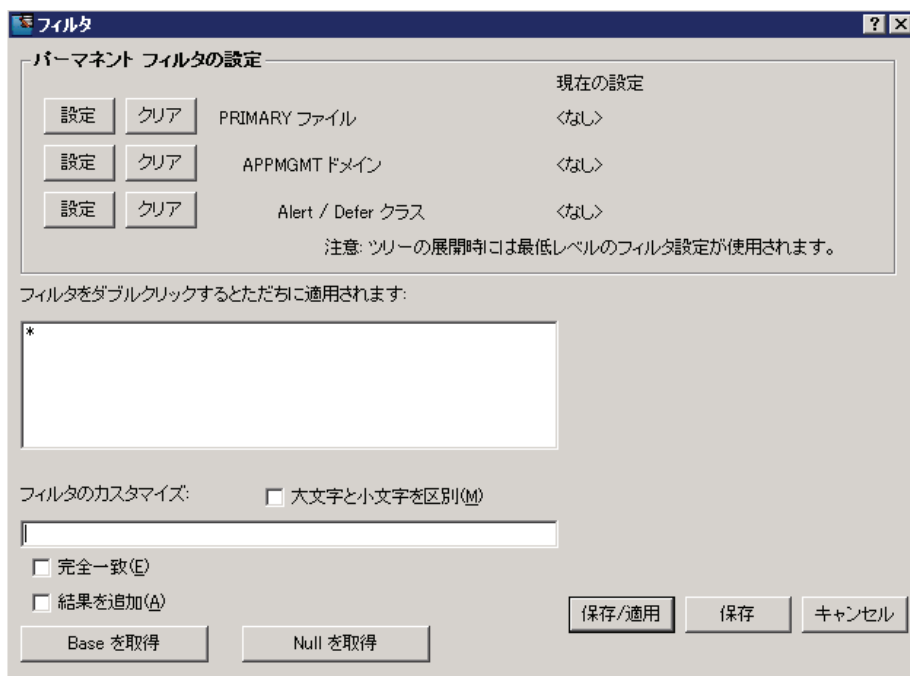 フィルタ
パーマネント フィルタの設定
現在の設定
設定 クリア PRIMARY ファイル <なし>
設定 クリア APPMGMT ドメイン <なし>
設定 クリア Alert / Defer クラス <なし>
注意: ツリーの展開時には最低レベルのフィルタ設定が使用されます。
フィルタをダブルクリックするとただちに適用されます:
*
フィルタのカスタマイズ: 大文字と小文字を区別(M)
完全一致(E)
結果を追加(A)
保存/適用 保存 キャンセル
Base を取得 Null を取得